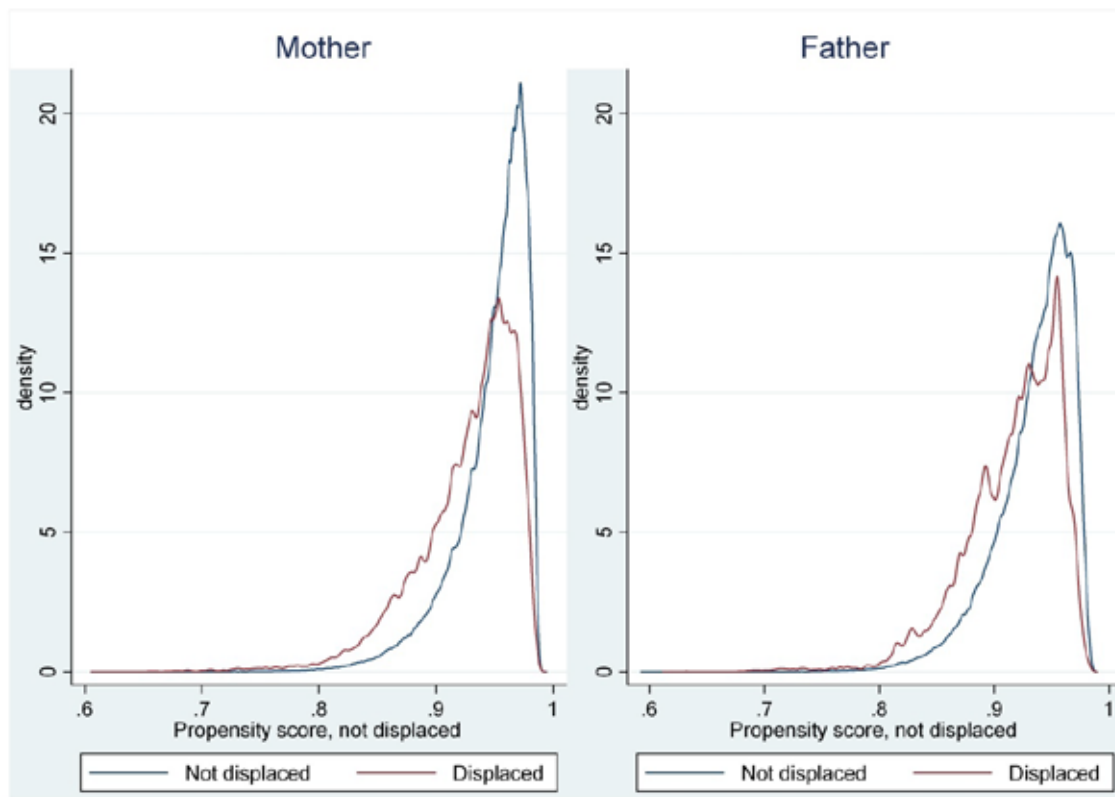 Mother
density
20
15
10
5
0
.6 .7 .8 .9 1
Propensity score, not displaced
Not displaced Displaced
Father
density
20
15
10
5
0
.6 .7 .8 .9 1
Propensity score, not displaced
Not displaced Displaced